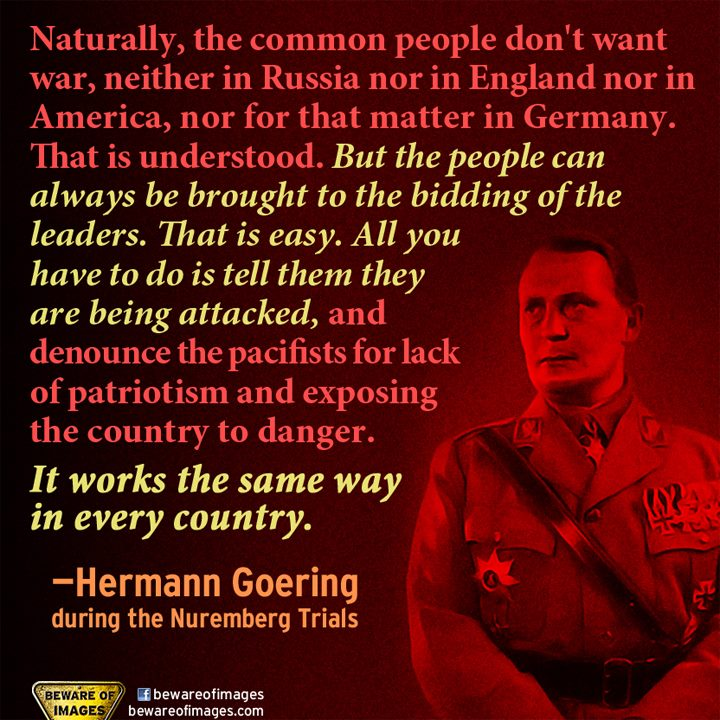 Naturally, the common people don't want
war, neither in Russia nor in England nor in
America, nor for that matter in Germany.
That is understood. But the people can
always be brought to the bidding of the
leaders. That is easy. All you
have to do is tell them they
are being attacked, and
denounce the pacifists for lack
of patriotism and exposing
the country to danger.
It works the same way
in every country.
—Hermann Goering
during the Nuremberg Trials
BEWARE OF
IMAGES
f bewareofimages
bewareofimages.com